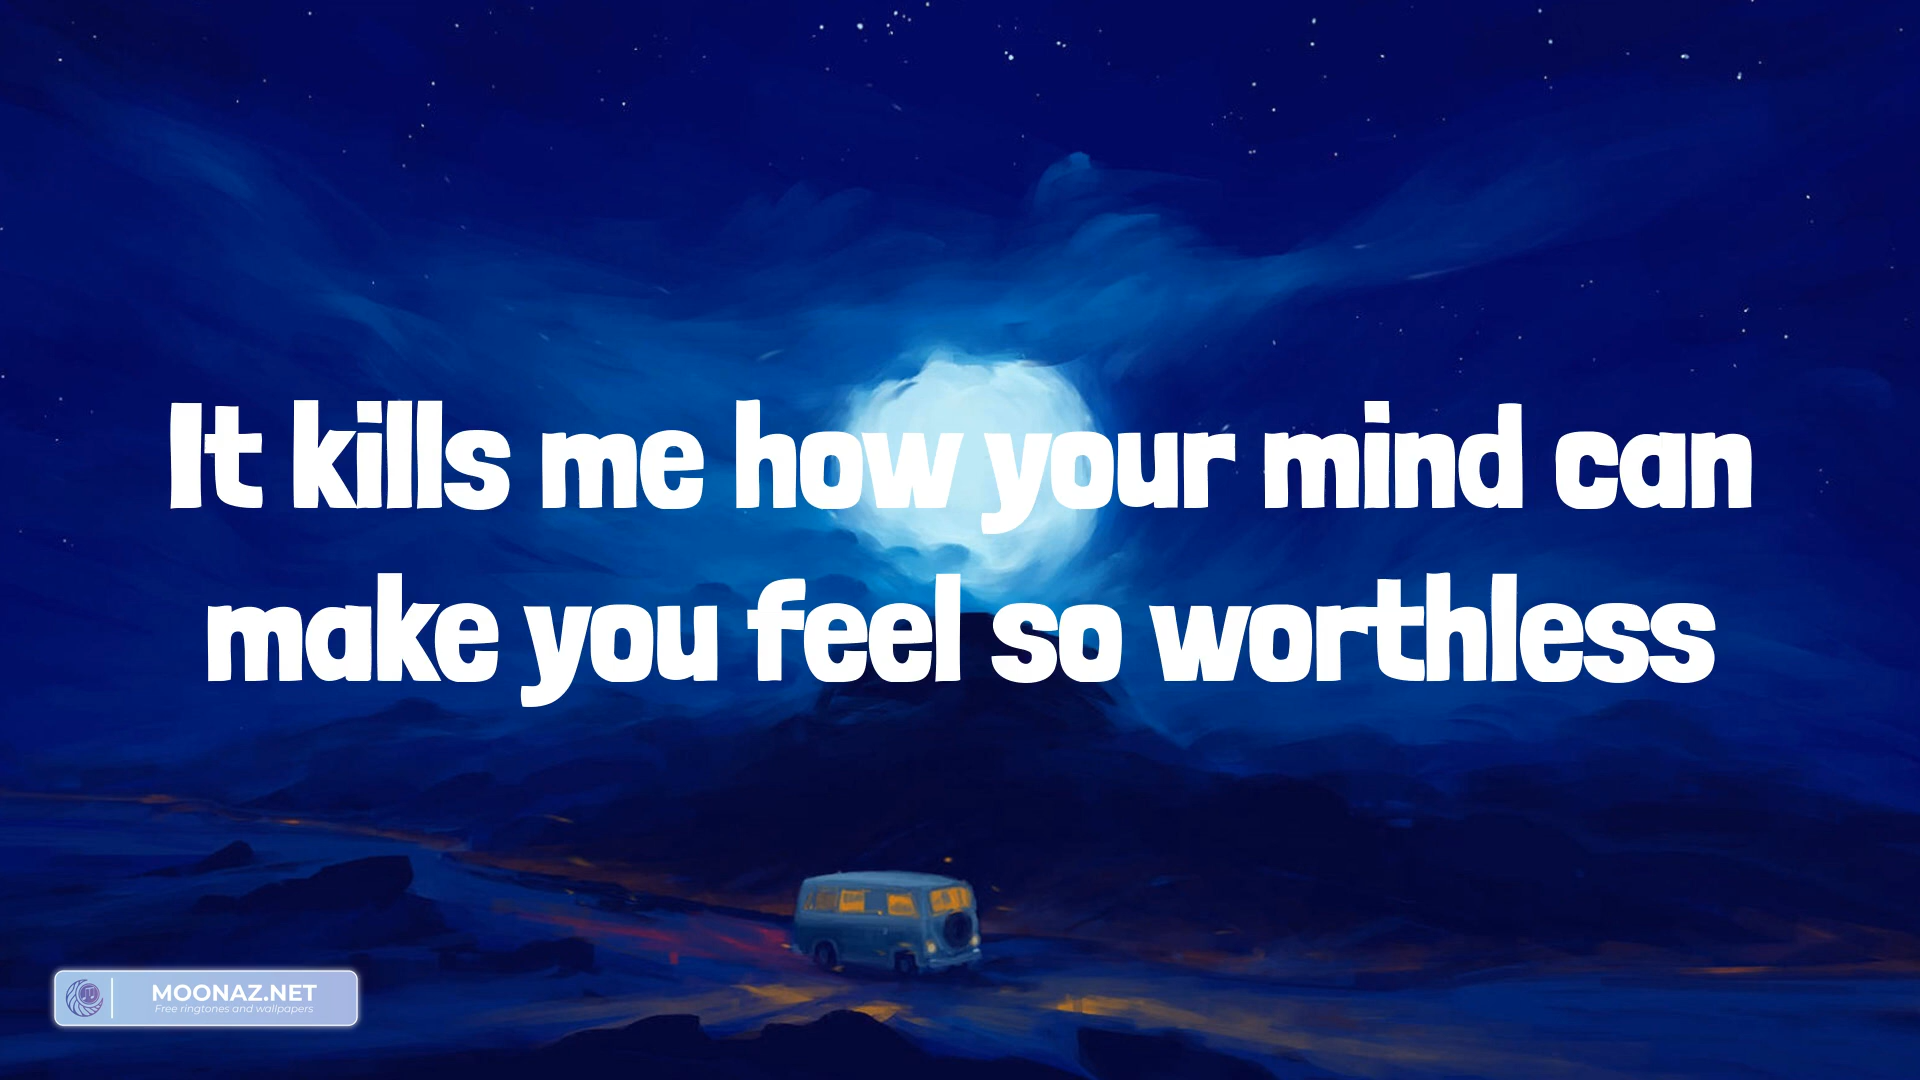 It kills me how your mind can
make you feel so worthless
MOONAZ.NET
Free ringtones and wallpapers